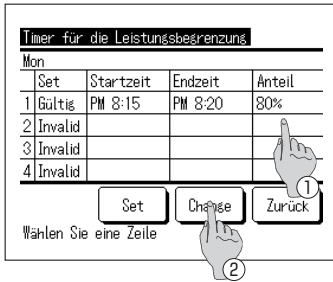 Timer für die Leistungsbegrenzung
Mon
Set Startzeit Endzeit Anteil
1 Gültig PM 8:15 PM 8:20 80%
2 Invalid
3 Invalid
4 Invalid
①
Set Change Zurück
Wählen Sie eine Zeile
②